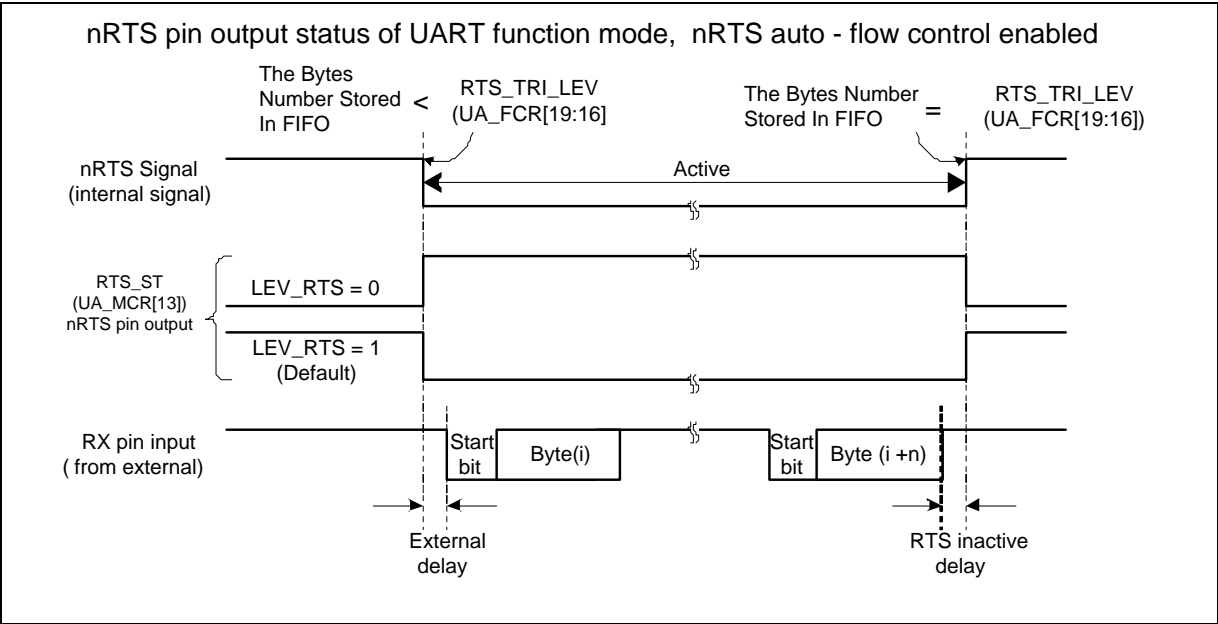 nRTS pin output status of UART function mode, nRTS auto - flow control enabled
The Bytes
Number Stored
In FIFO
<
RTS_TRI_LEV
(UA_FCR[19:16]
The Bytes Number
Stored In FIFO
=
RTS_TRI_LEV
(UA_FCR[19:16])
nRTS Signal
(internal signal)
Active
RTS_ST
(UA_MCR[13])
nRTS pin output
LEV_RTS = 0
LEV_RTS = 1
(Default)
RX pin input
( from external)
Start
bit
Byte(i)
Start
bit
Byte (i +n)
External
delay
RTS inactive
delay